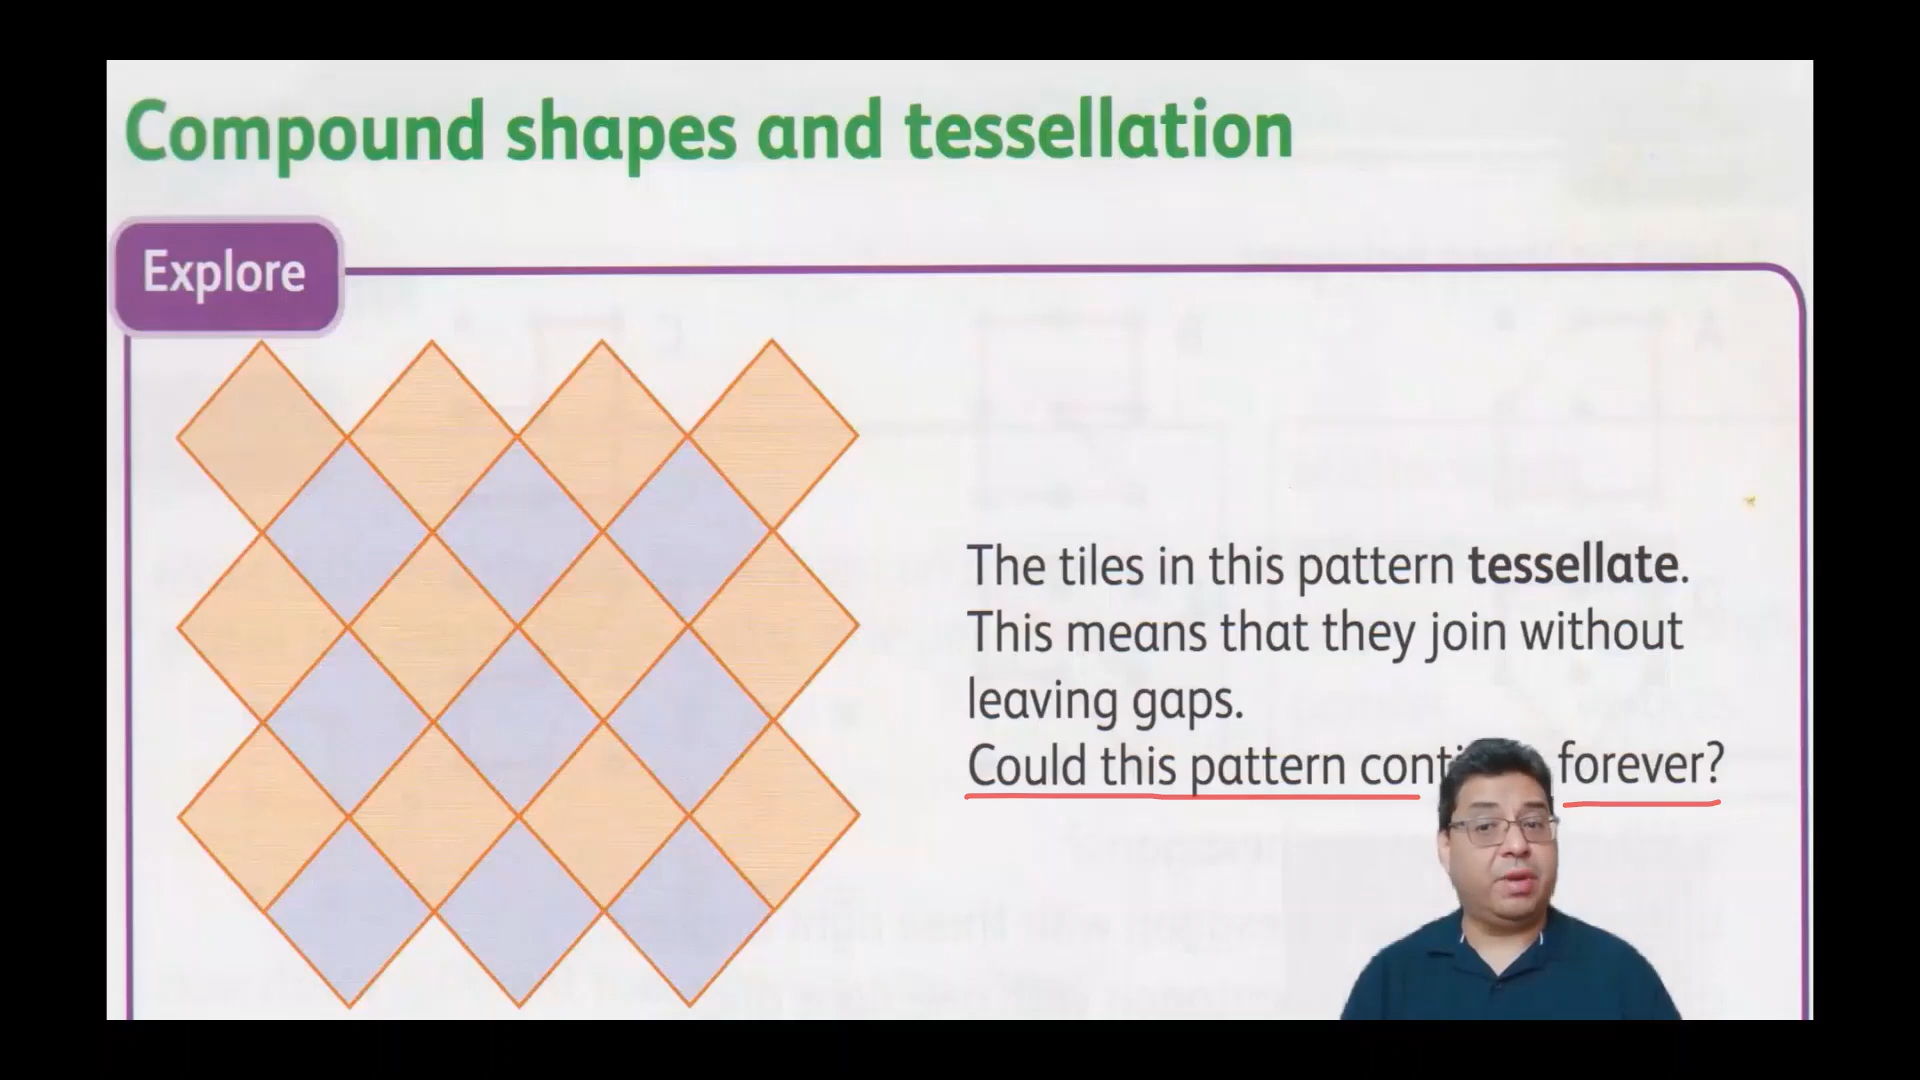 Compound shapes and tessellation
Explore
The tiles in this pattern tessellate.
This means that they join without
leaving gaps.
Could this pattern forever?